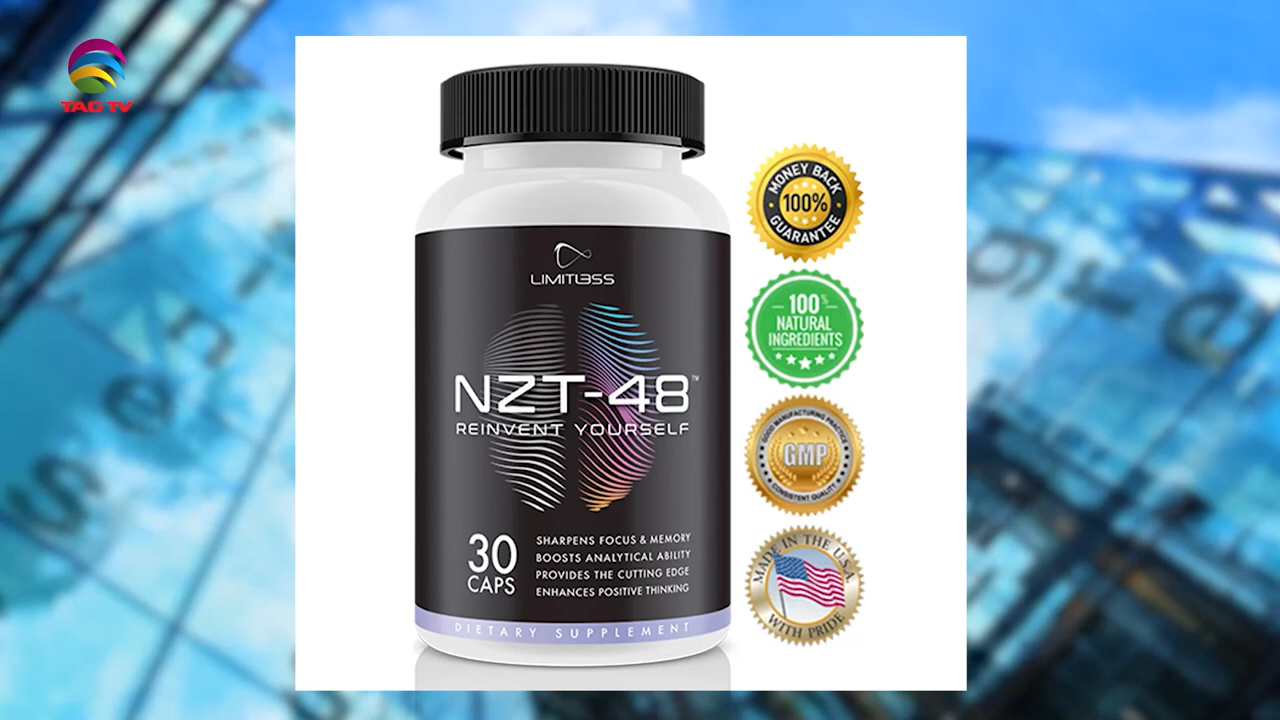 TAG TV
LIMITLESS
NZT-48™
REINVENT YOURSELF
30
CAPS
SHARPENS FOCUS & MEMORY
BOOSTS ANALYTICAL ABILITY
PROVIDES THE CUTTING EDGE
ENHANCES POSITIVE THINKING
DIETARY SUPPLEMENT
MONEY BACK
100%
GUARANTEE
100%
NATURAL
INGREDIENTS
GOOD MANUFACTURING PRACTICE
GMP
CONSISTENT QUALITY
MADE IN THE USA
WITH PRIDE